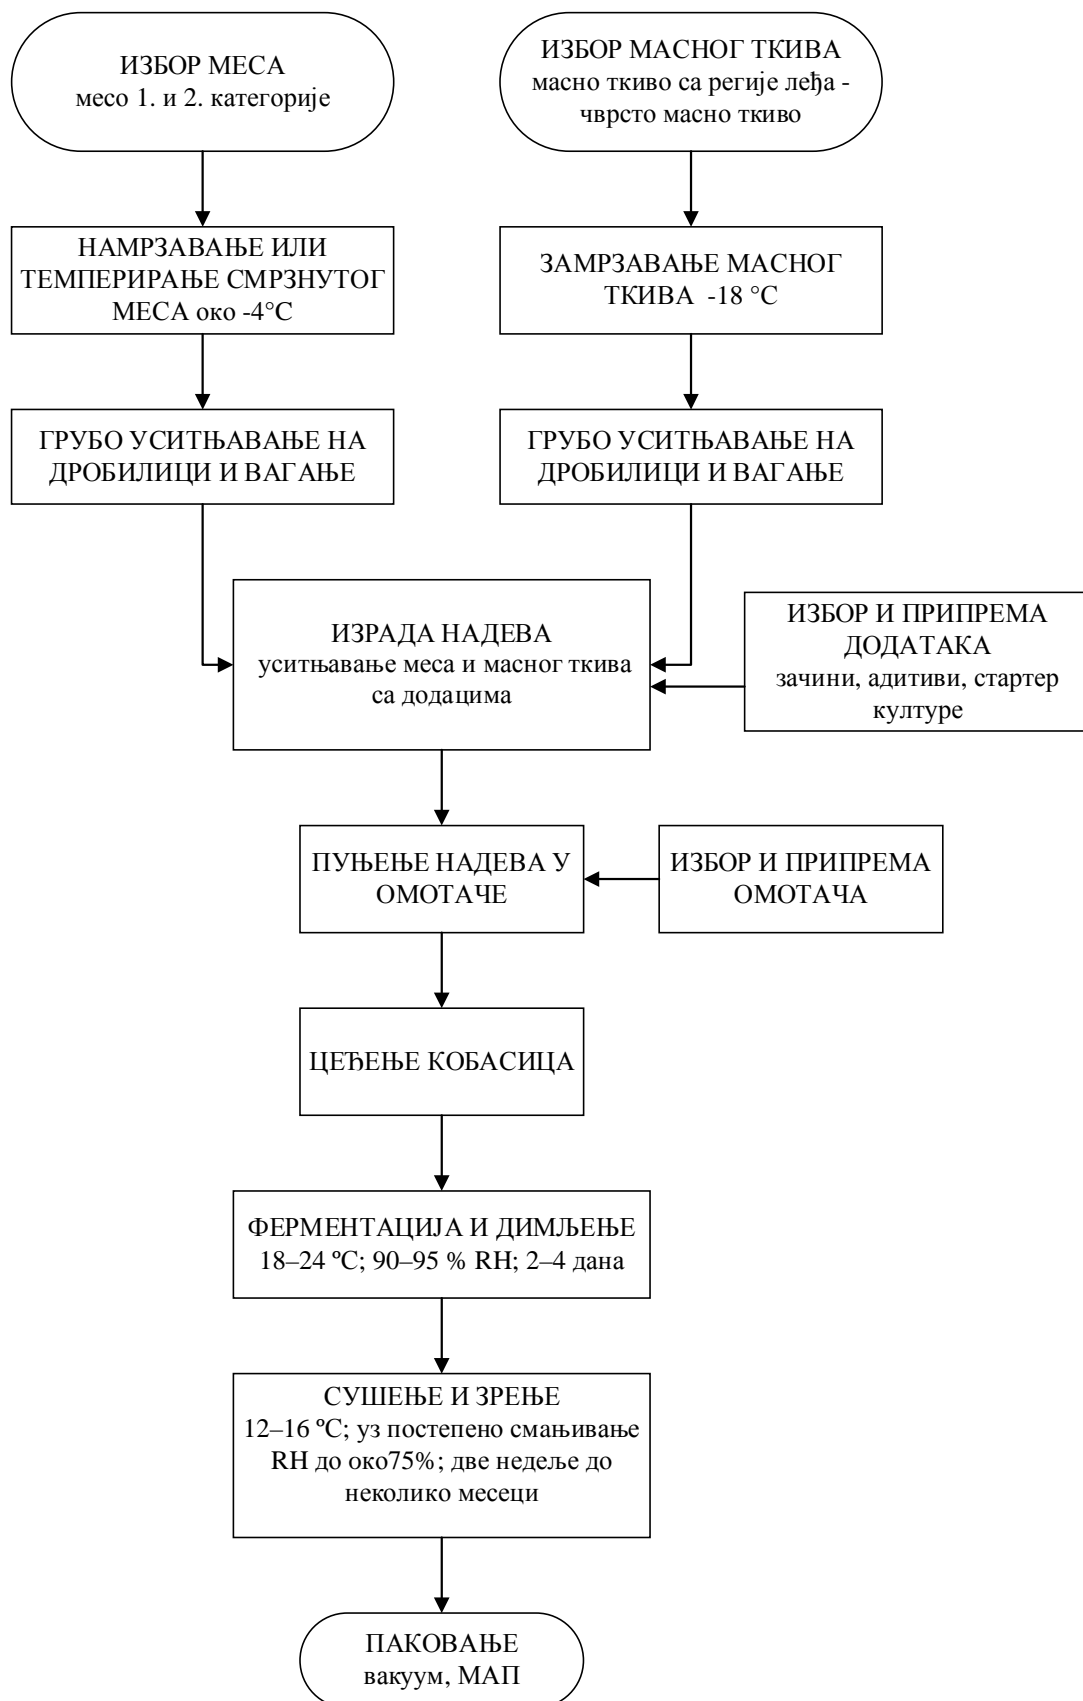 ИЗБОР МЕСА
месо 1. и 2. категорије
ИЗБОР МАСНОГ ТКИВА
масно ткиво са регије леђа -
чврсто масно ткиво
НАМРЗАВАЊЕ ИЛИ
ТЕМПЕРИРАЊЕ СМРЗНУТОГ
МЕСА око -4°C
ЗАМРЗАВАЊЕ МАСНОГ
ТКИВА -18 °C
ГРУБО УСИТЊАВАЊЕ НА
ДРОБИЛИЦИ И ВАГАЊЕ
ГРУБО УСИТЊАВАЊЕ НА
ДРОБИЛИЦИ И ВАГАЊЕ
ИЗРАДА НАДЕВА
уситњавање меса и масног ткива
са додацима
ИЗБОР И ПРИПРЕМА
ДОДАТАКА
зачини, адитиви, стартер
културе
ПУЊЕЊЕ НАДЕВА У
ОМОТАЧЕ
ИЗБОР И ПРИПРЕМА
ОМОТАЧА
ЦЕЂЕЊЕ КОБАСИЦА
ФЕРМЕНТАЦИЈА И ДИМЉЕЊЕ
18–24 ºC; 90–95 % RH; 2–4 дана
СУШЕЊЕ И ЗРЕЊЕ
12–16 ºC; уз постепено смањивање
RH до око75%; две недеље до
неколико месеци
ПАКОВАЊЕ
вакуум, МАП